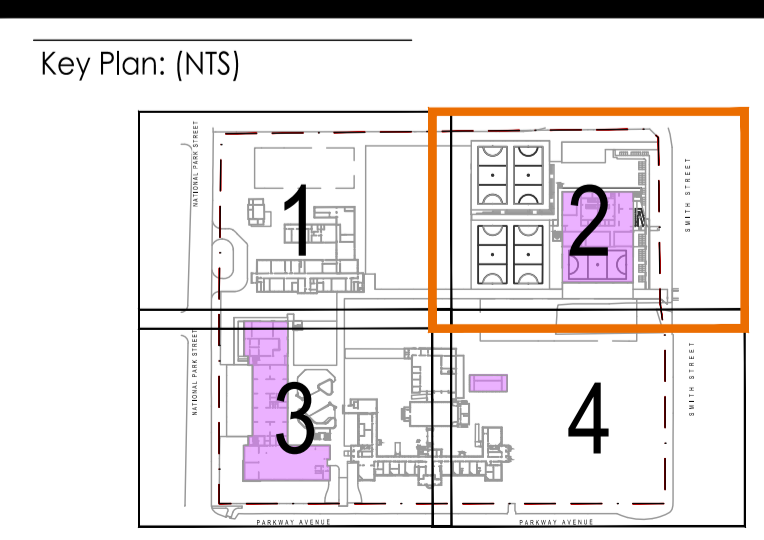 Key Plan: (NTS)
NATIONAL PARK STREET
1
2
SMITH STREET
NATIONAL PARK STREET
3
4
SMITH STREET
PARKWAY AVENUE
PARKWAY AVENUE